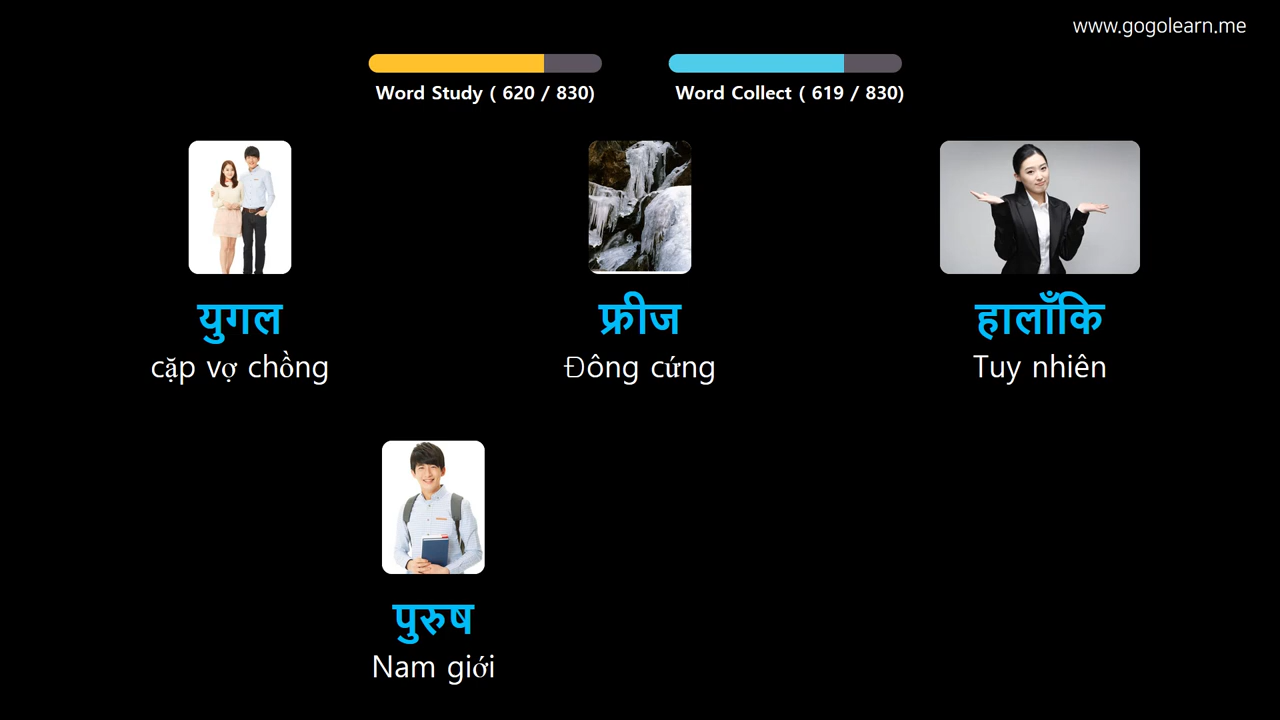 www.gogolearn.me
Word Study ( 620 / 830)
Word Collect ( 619 / 830)
युगल
cặp vợ chồng
फ्रीज
Đông cứng
हालाँकि
Tuy nhiên
पुरुष
Nam giới